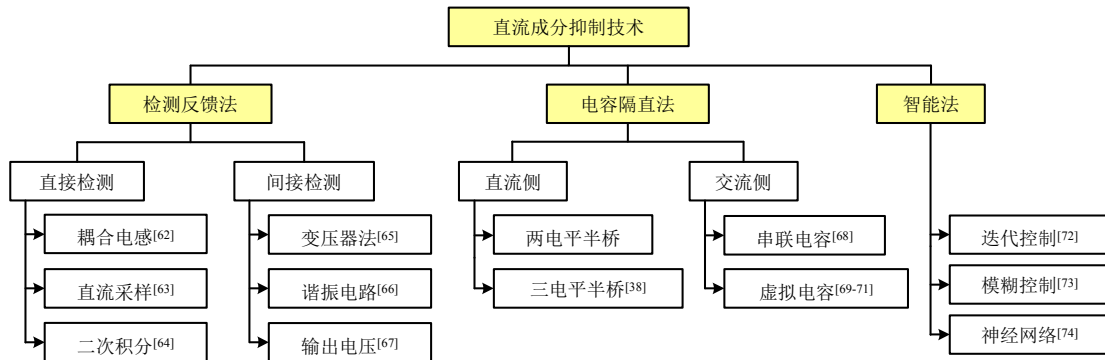 直流成分抑制技术
检测反馈法
电容隔直法
智能法
直接检测
间接检测
直流侧
交流侧
耦合电感[62]
变压器法[65]
两电平半桥
串联电容[68]
迭代控制[72]
直流采样[63]
谐振电路[66]
三电平半桥[38]
虚拟电容[69-71]
模糊控制[73]
二次积分[64]
输出电压[67]
神经网络[74]